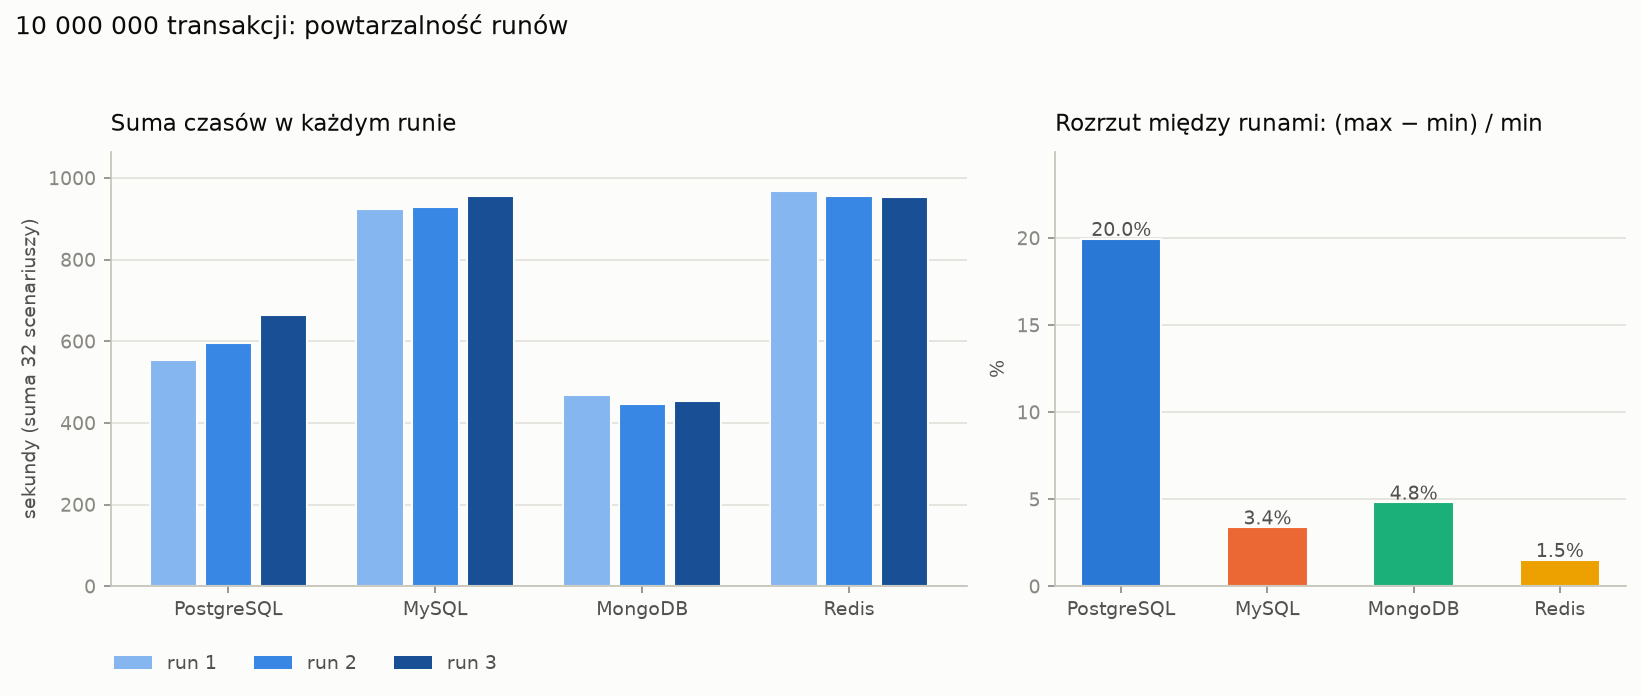 10 000 000 transakcji: powtarzalność runów
Suma czasów w każdym runie
sekundy (suma 32 scenariuszy)
1000
800
600
400
200
0
PostgreSQL MySQL MongoDB Redis
run 1 run 2 run 3
Rozrzut między runami: (max − min) / min
%
20
15
10
5
0
20.0%
3.4%
4.8%
1.5%
PostgreSQL MySQL MongoDB Redis